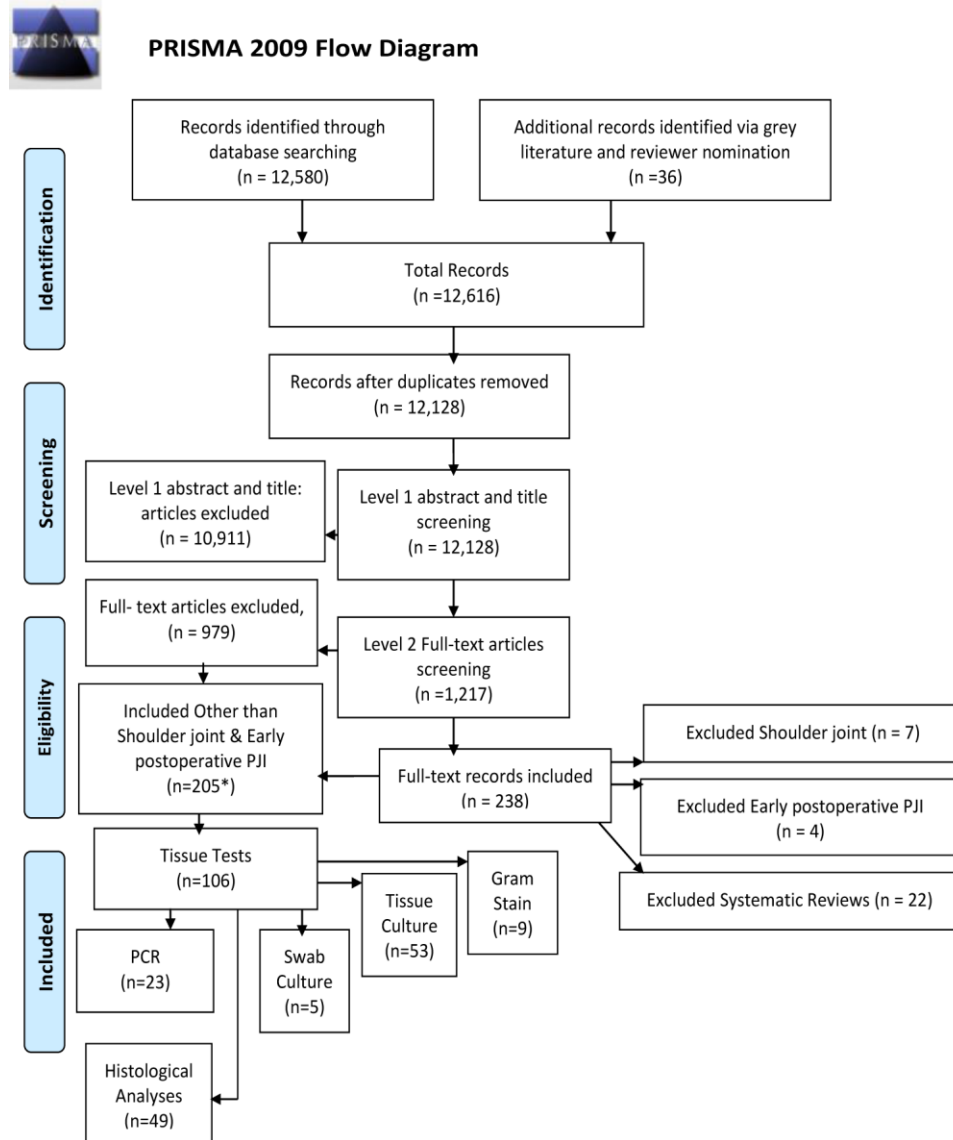 PRISMA
PRISMA 2009 Flow Diagram
Records identified through
database searching
(n = 12,580)
Additional records identified via grey
literature and reviewer nomination
(n =36)
Identification
Total Records
(n =12,616)
Records after duplicates removed
(n = 12,128)
Screening
Level 1 abstract and title:
articles excluded
(n = 10,911)
Level 1 abstract and title
screening
(n = 12,128)
Full- text articles excluded,
(n = 979)
Level 2 Full-text articles
screening
(n =1,217)
Eligibility
Included Other than
Shoulder joint & Early
postoperative PJI
(n=205*)
Full-text records included
(n = 238)
Excluded Shoulder joint (n = 7)
Excluded Early postoperative PJI
(n = 4)
Excluded Systematic Reviews (n = 22)
Included
Tissue Tests
(n=106)
PCR
(n=23)
Swab
Culture
(n=5)
Tissue
Culture
(n=53)
Gram
Stain
(n=9)
Histological
Analyses
(n=49)